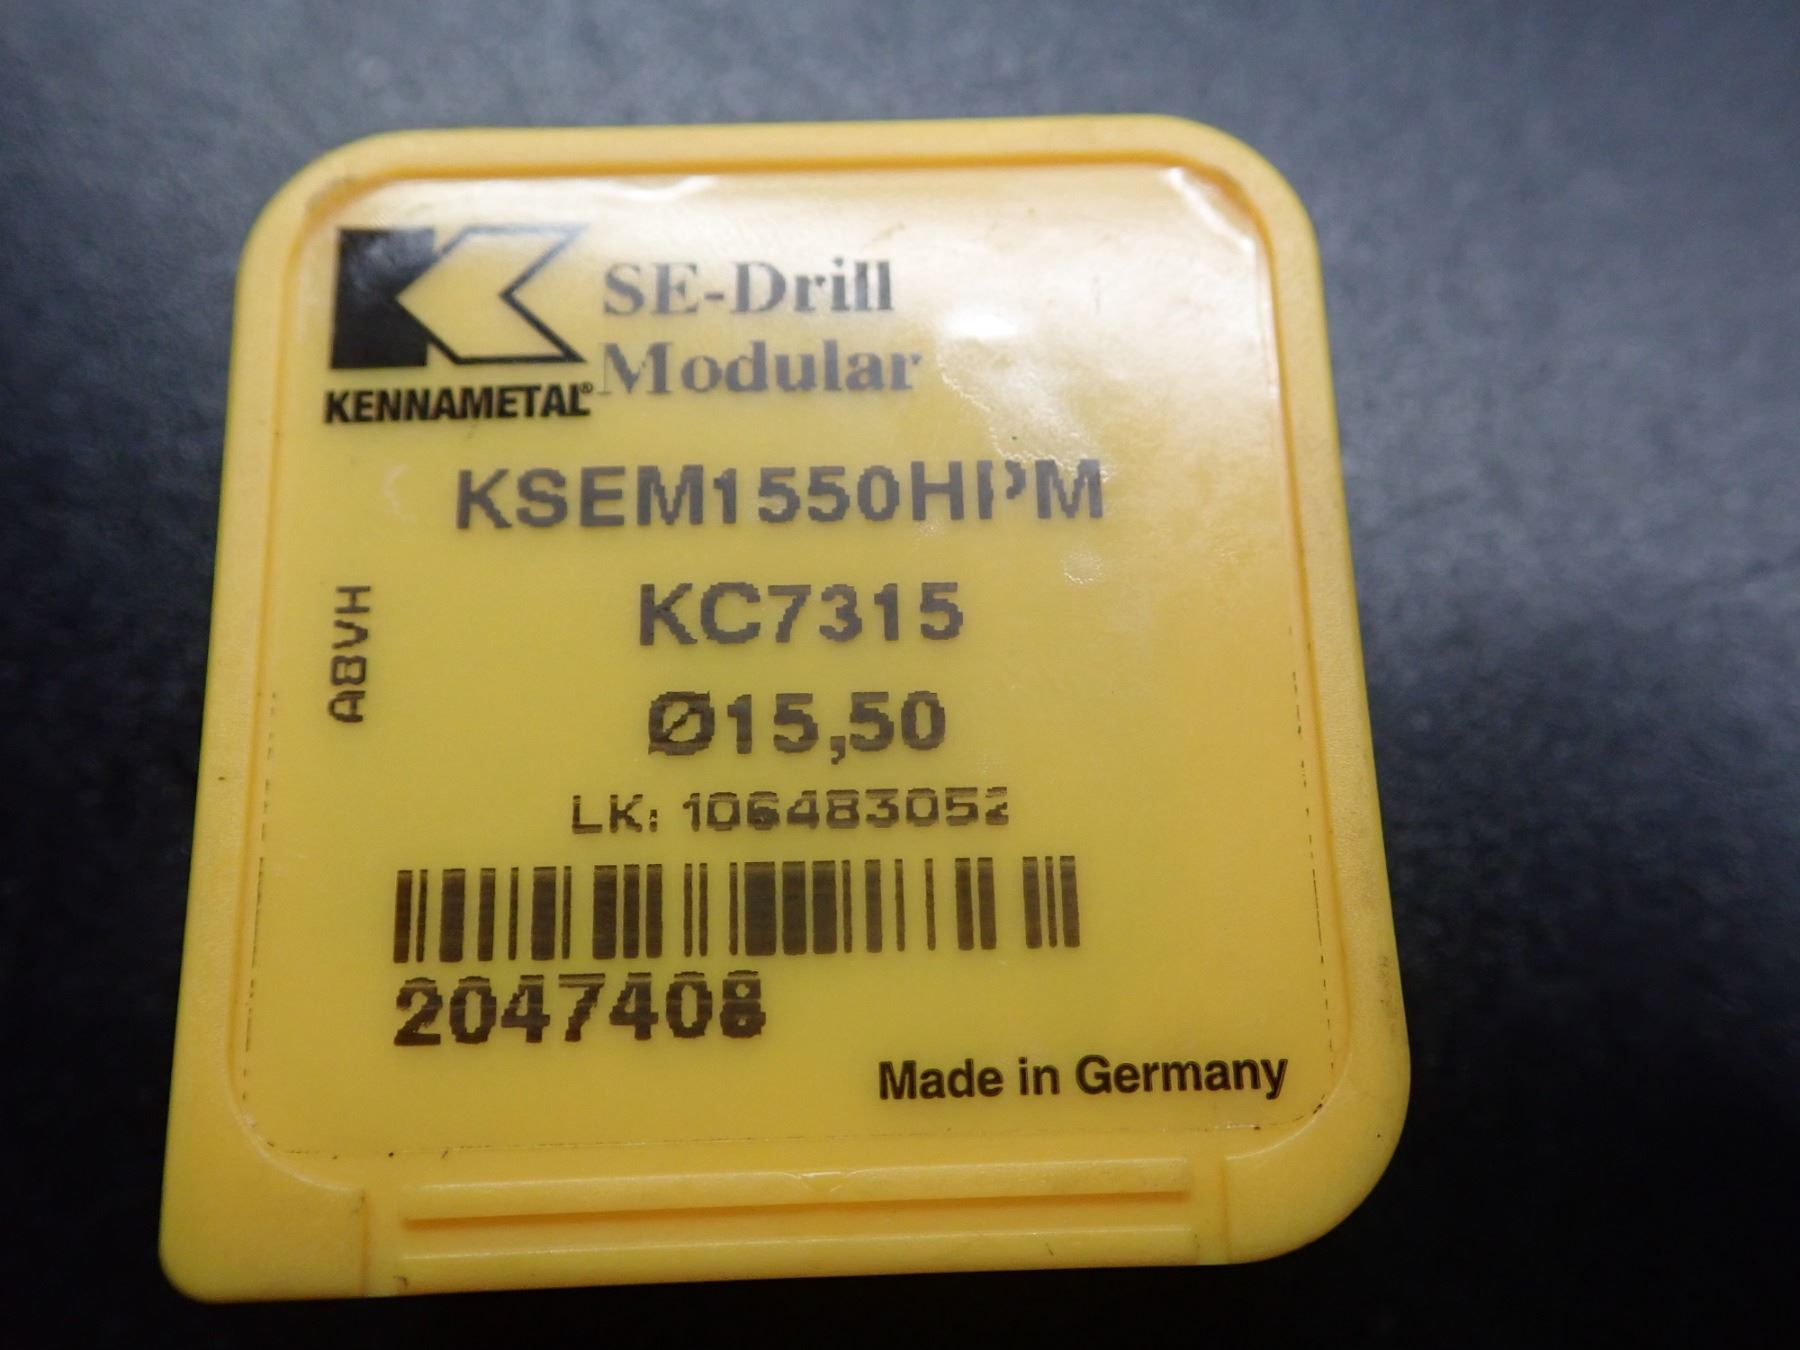 SE-Drill
Modular
KENNAMETAL®
KSEM1550HPM
KC7315
ABVH
Ø15,50
LK: 106483052
2047408
Made in Germany